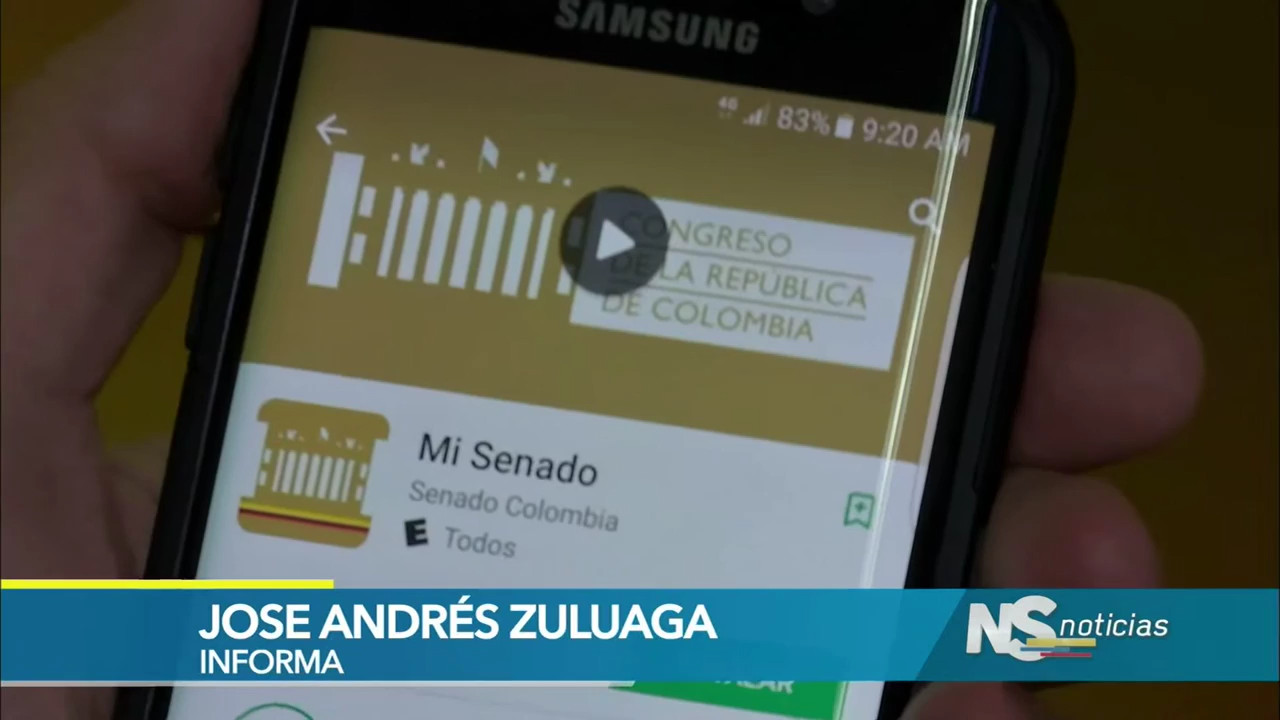 SAMSUNG
4G 83% 9:20 AM
CONGRESO
DE LA REPÚBLICA
DE COLOMBIA
Mi Senado
Senado Colombia
E Todos
JOSE ANDRÉS ZULUAGA
INFORMA
NS noticias